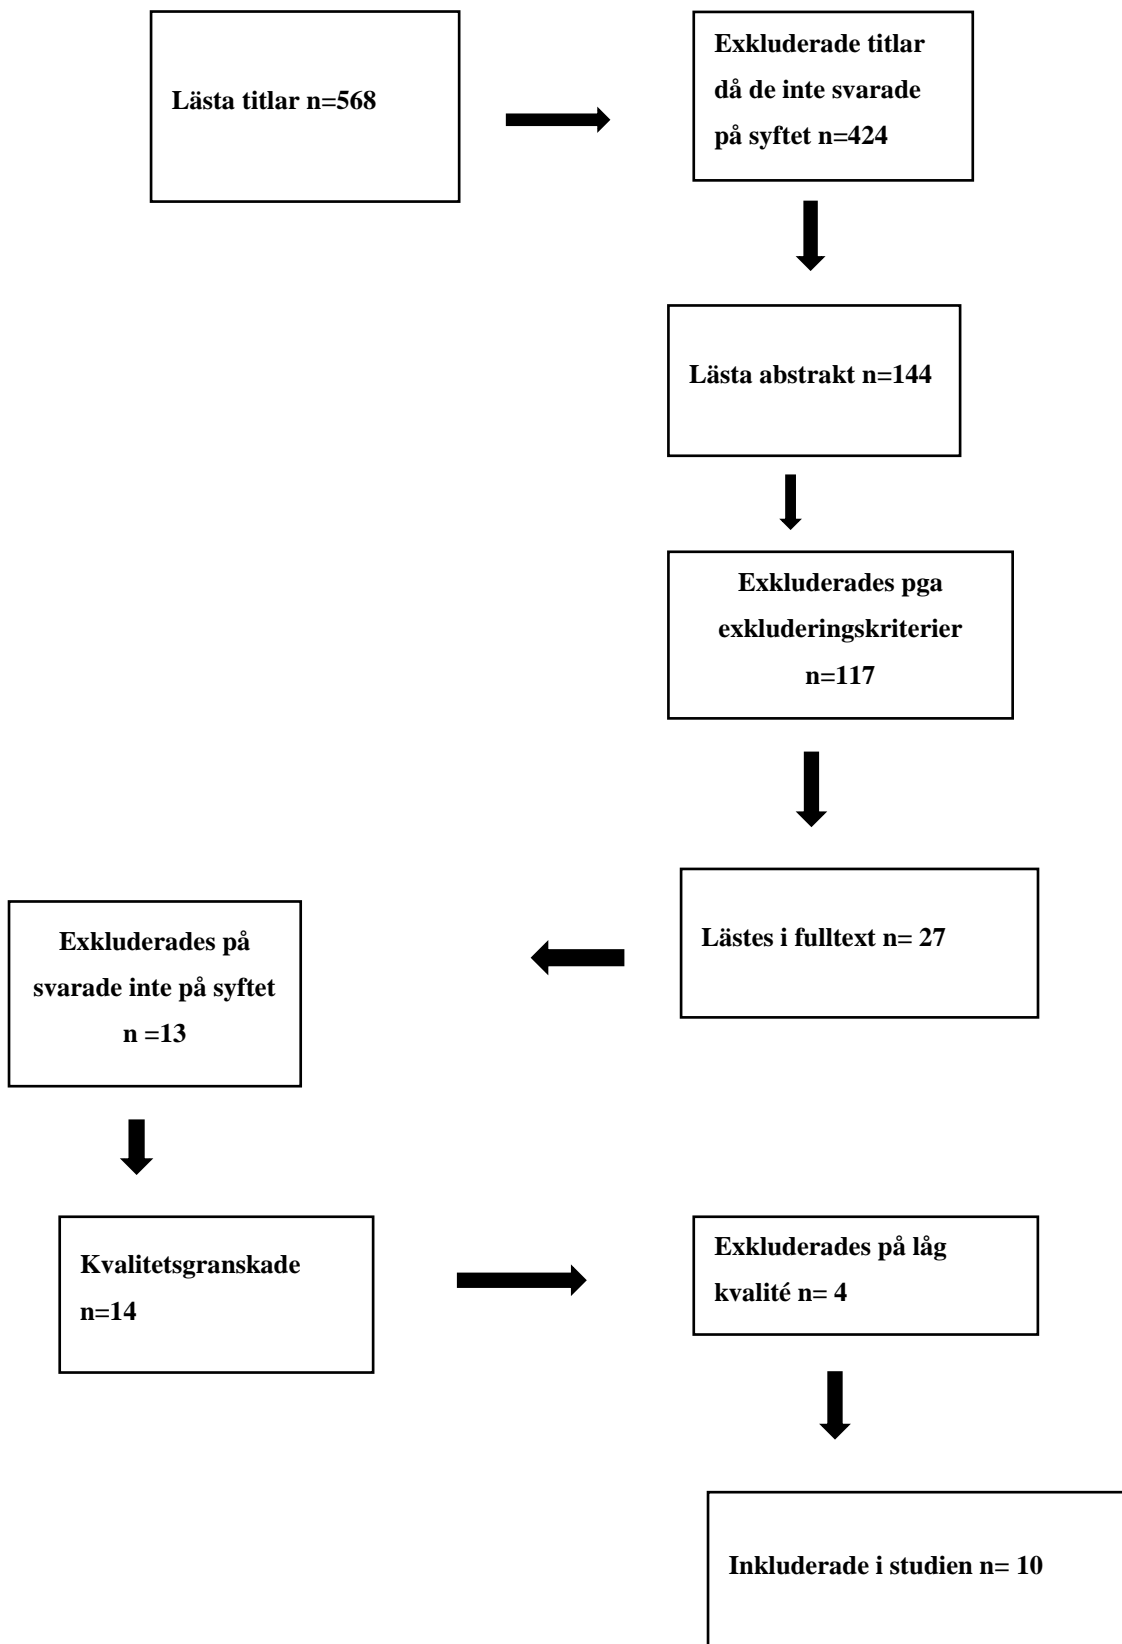 Lästa titlar n=568
Exkluderade titlar
då de inte svarade
på syftet n=424
Lästa abstrakt n=144
Exkluderades pga
exkluderingskriterier
n=117
Lästes i fulltext n= 27
Exkluderades på
svarade inte på syftet
n =13
Kvalitetsgranskade
n=14
Exkluderades på låg
kvalité n= 4
Inkluderade i studien n= 10